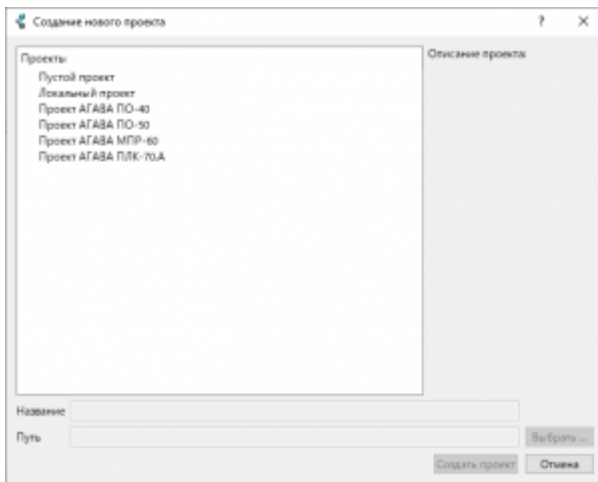 Создание нового проекта
?
Проекты
Описание проекта:
Пустой проект
Локальный проект
Проект АГАВА ПО-40
Проект АГАВА ПО-50
Проект АГАВА МПР-60
Проект АГАВА ПЛК-70.А
Название
Путь
Выбрать ...
Создать проект
Отмена